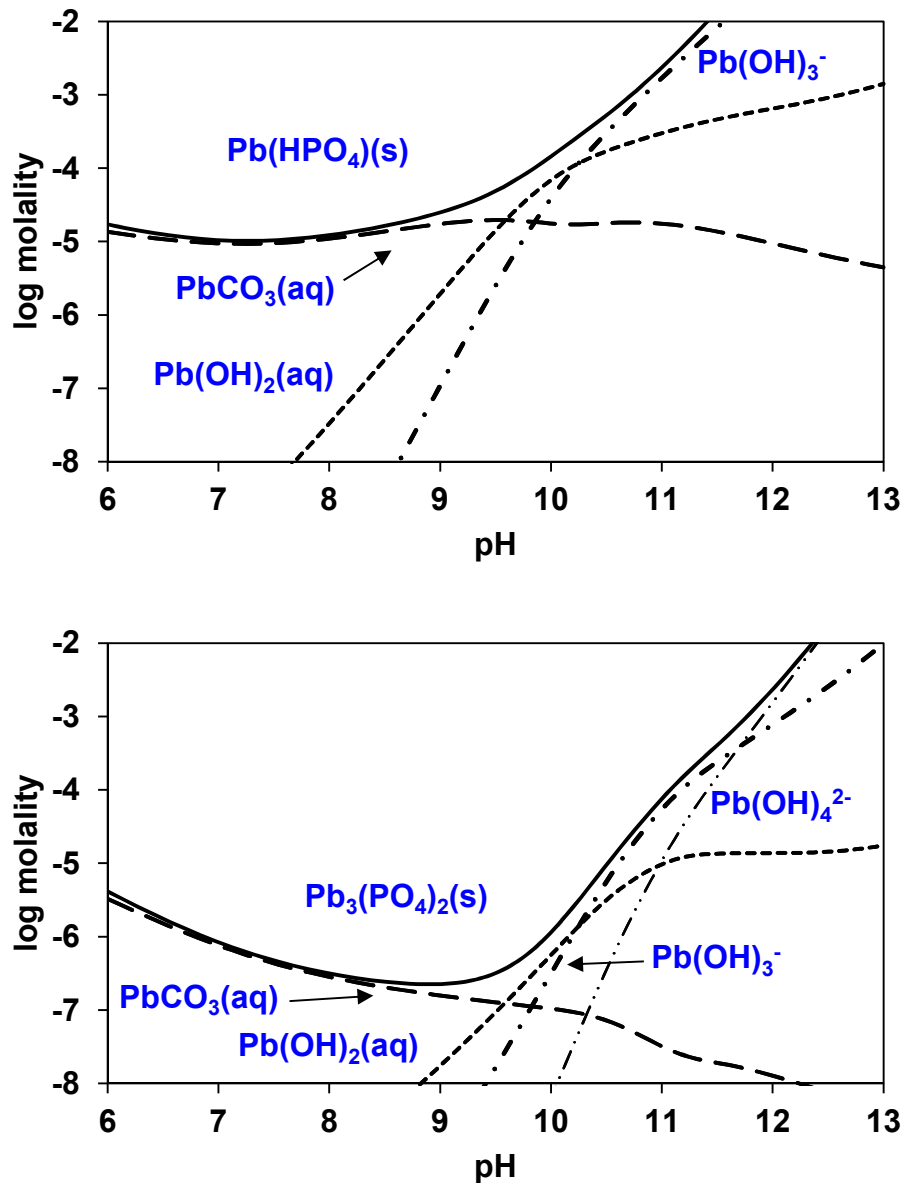 -2
-3
-4
-5
-6
-7
-8
log molality
Pb(OH)₃⁻
Pb(HPO₄)(s)
PbCO₃(aq)
Pb(OH)₂(aq)
6 7 8 9 10 11 12 13
pH
-2
-3
-4
-5
-6
-7
-8
log molality
Pb(OH)₄²⁻
Pb₃(PO₄)₂(s)
Pb(OH)₃⁻
PbCO₃(aq)
Pb(OH)₂(aq)
6 7 8 9 10 11 12 13
pH